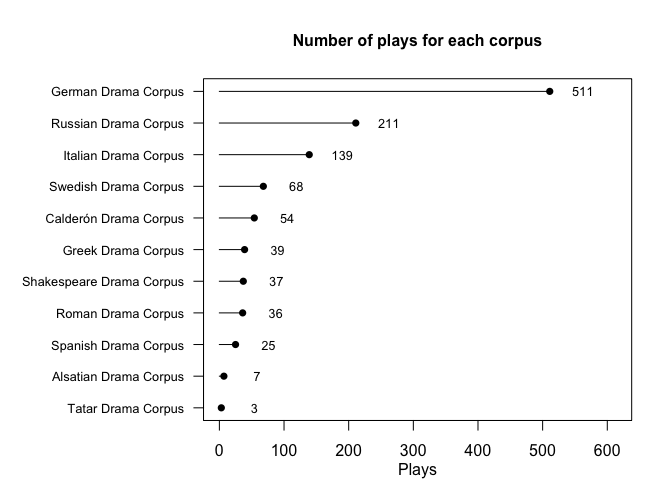 Number of plays for each corpus
German Drama Corpus 511
Russian Drama Corpus 211
Italian Drama Corpus 139
Swedish Drama Corpus 68
Calderón Drama Corpus 54
Greek Drama Corpus 39
Shakespeare Drama Corpus 37
Roman Drama Corpus 36
Spanish Drama Corpus 25
Alsatian Drama Corpus 7
Tatar Drama Corpus 3
0 100 200 300 400 500 600
Plays